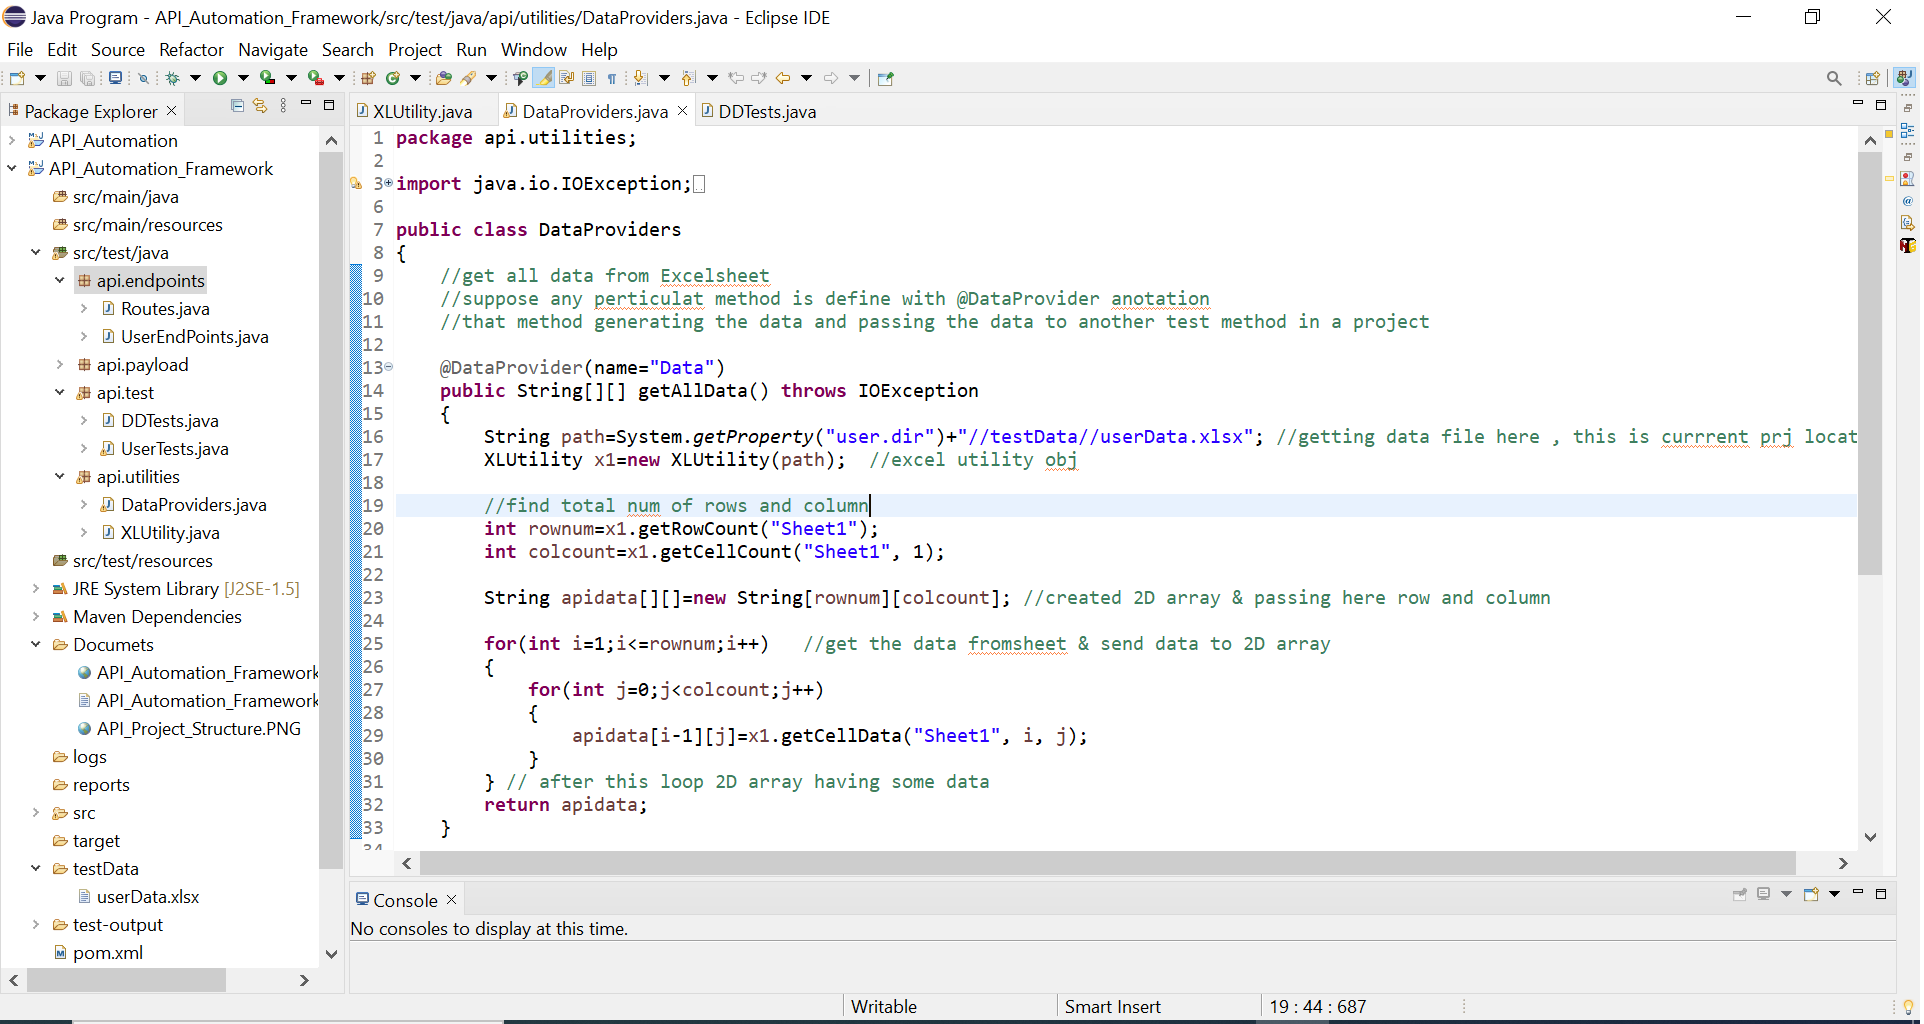 Java Program - API_Automation_Framework/src/test/java/api/utilities/DataProviders.java - Eclipse IDE
File Edit Source Refactor Navigate Search Project Run Window Help
Package Explorer
API_Automation
API_Automation_Framework
src/main/java
src/main/resources
src/test/java
api.endpoints
Routes.java
UserEndPoints.java
api.payload
api.test
DDTests.java
UserTests.java
api.utilities
DataProviders.java
XLUtility.java
src/test/resources
JRE System Library [J2SE-1.5]
Maven Dependencies
Documets
API_Automation_Framework
API_Automation_Framework
API_Project_Structure.PNG
logs
reports
src
target
testData
userData.xlsx
test-output
pom.xml
XLUtility.java DataProviders.java DDTests.java
1 package api.utilities;
2
3 import java.io.IOException;
6
7 public class DataProviders
8 {
9 //get all data from Excelsheet
10 //suppose any perticulat method is define with @DataProvider anotation
11 //that method generating the data and passing the data to another test method in a project
12
13 @DataProvider(name="Data")
14 public String[][] getAllData() throws IOException
15 {
16 String path=System.getProperty("user.dir")+"//testData//userData.xlsx"; //getting data file here , this is currrent prj locat
17 XLUtility x1=new XLUtility(path); //excel utility obj
18
19 //find total num of rows and column
20 int rownum=x1.getRowCount("Sheet1");
21 int colcount=x1.getCellCount("Sheet1", 1);
22
23 String apidata[][]=new String[rownum][colcount]; //created 2D array & passing here row and column
24
25 for(int i=1;i<=rownum;i++) //get the data fromsheet & send data to 2D array
26 {
27 for(int j=0;j<colcount;j++)
28 {
29 apidata[i-1][j]=x1.getCellData("Sheet1", i, j);
30 }
31 } // after this loop 2D array having some data
32 return apidata;
33 }
34
Console
No consoles to display at this time.
Writable Smart Insert 19 : 44 : 687